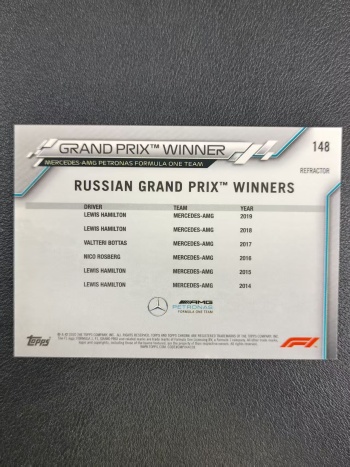 GRAND PRIX™ WINNER
148
MERCEDES-AMG PETRONAS FORMULA ONE TEAM
REFRACTOR
RUSSIAN GRAND PRIX™ WINNERS
DRIVER TEAM YEAR
LEWIS HAMILTON MERCEDES-AMG 2019
LEWIS HAMILTON MERCEDES-AMG 2018
VALTTERI BOTTAS MERCEDES-AMG 2017
NICO ROSBERG MERCEDES-AMG 2016
LEWIS HAMILTON MERCEDES-AMG 2015
LEWIS HAMILTON MERCEDES-AMG 2014
AMG
PETRONAS
FORMULA ONE TEAM
Topps
F1